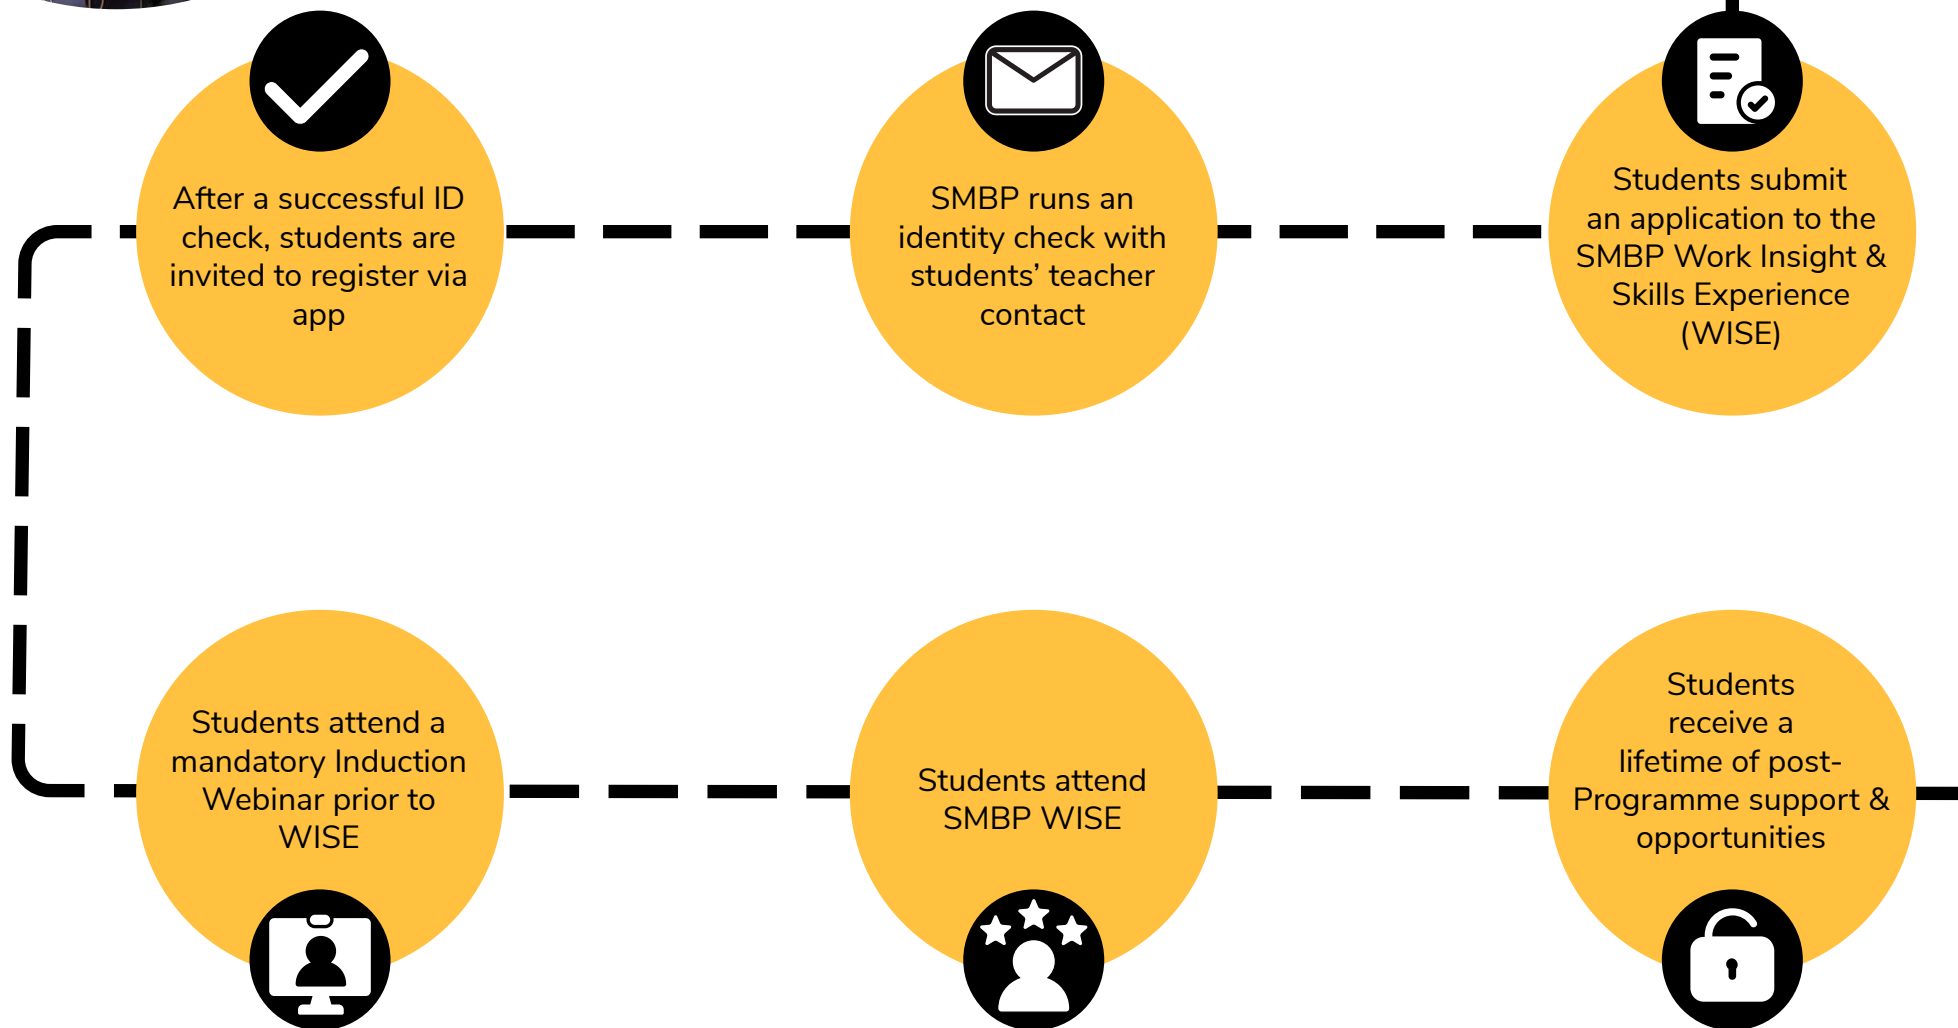 After a successful ID
check, students are
invited to register via
app
SMBP runs an
identity check with
students’ teacher
contact
Students submit
an application to the
SMBP Work Insight &
Skills Experience
(WISE)
Students attend a
mandatory Induction
Webinar prior to
WISE
Students attend
SMBP WISE
Students
receive a
lifetime of post-
Programme support &
opportunities